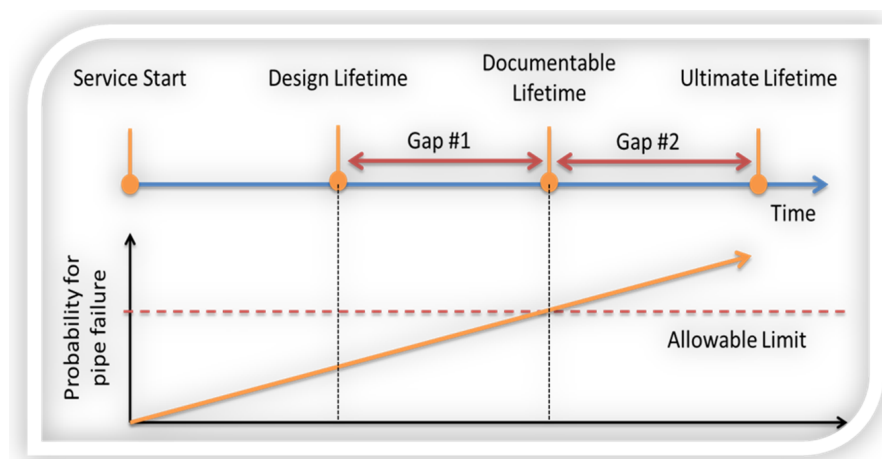 Service Start
Design Lifetime
Documentable
Lifetime
Ultimate Lifetime
Gap #1
Gap #2
Time
Probability for
pipe failure
Allowable Limit